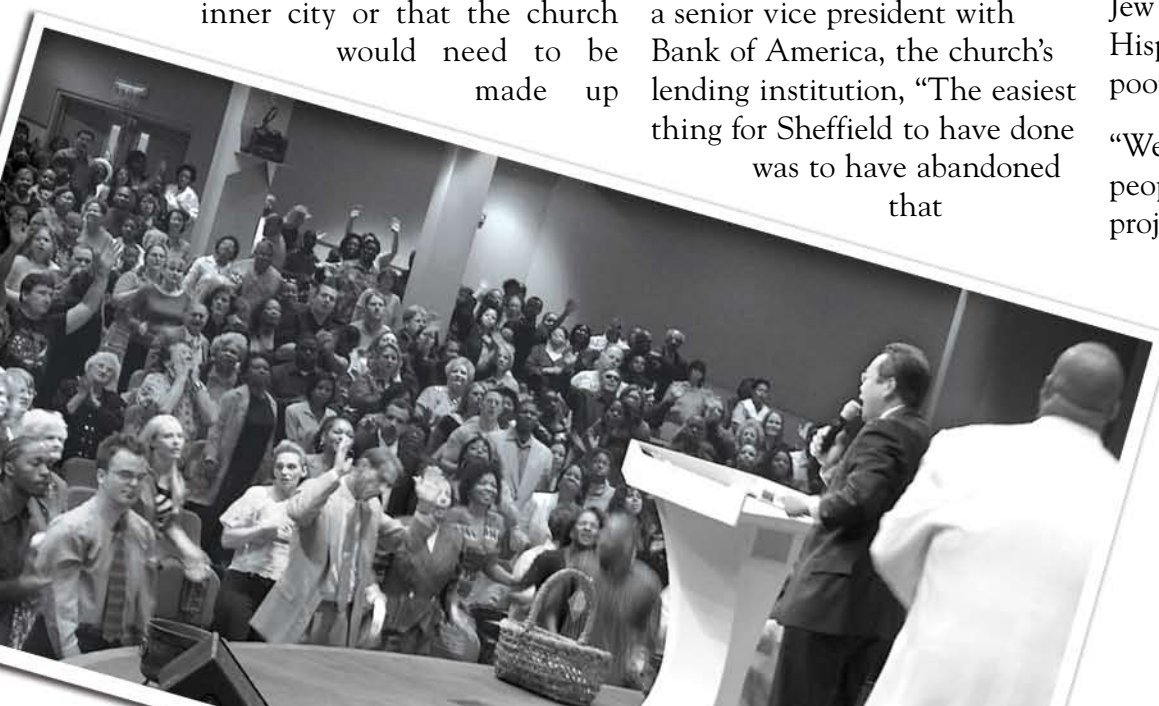 inner city or that the church
would need to be
made up
a senior vice president with
Bank of America, the church’s
lending institution, “The easiest
thing for Sheffield to have done
was to have abandoned
that
Jew
Hisp
poo
“We
peop
proj